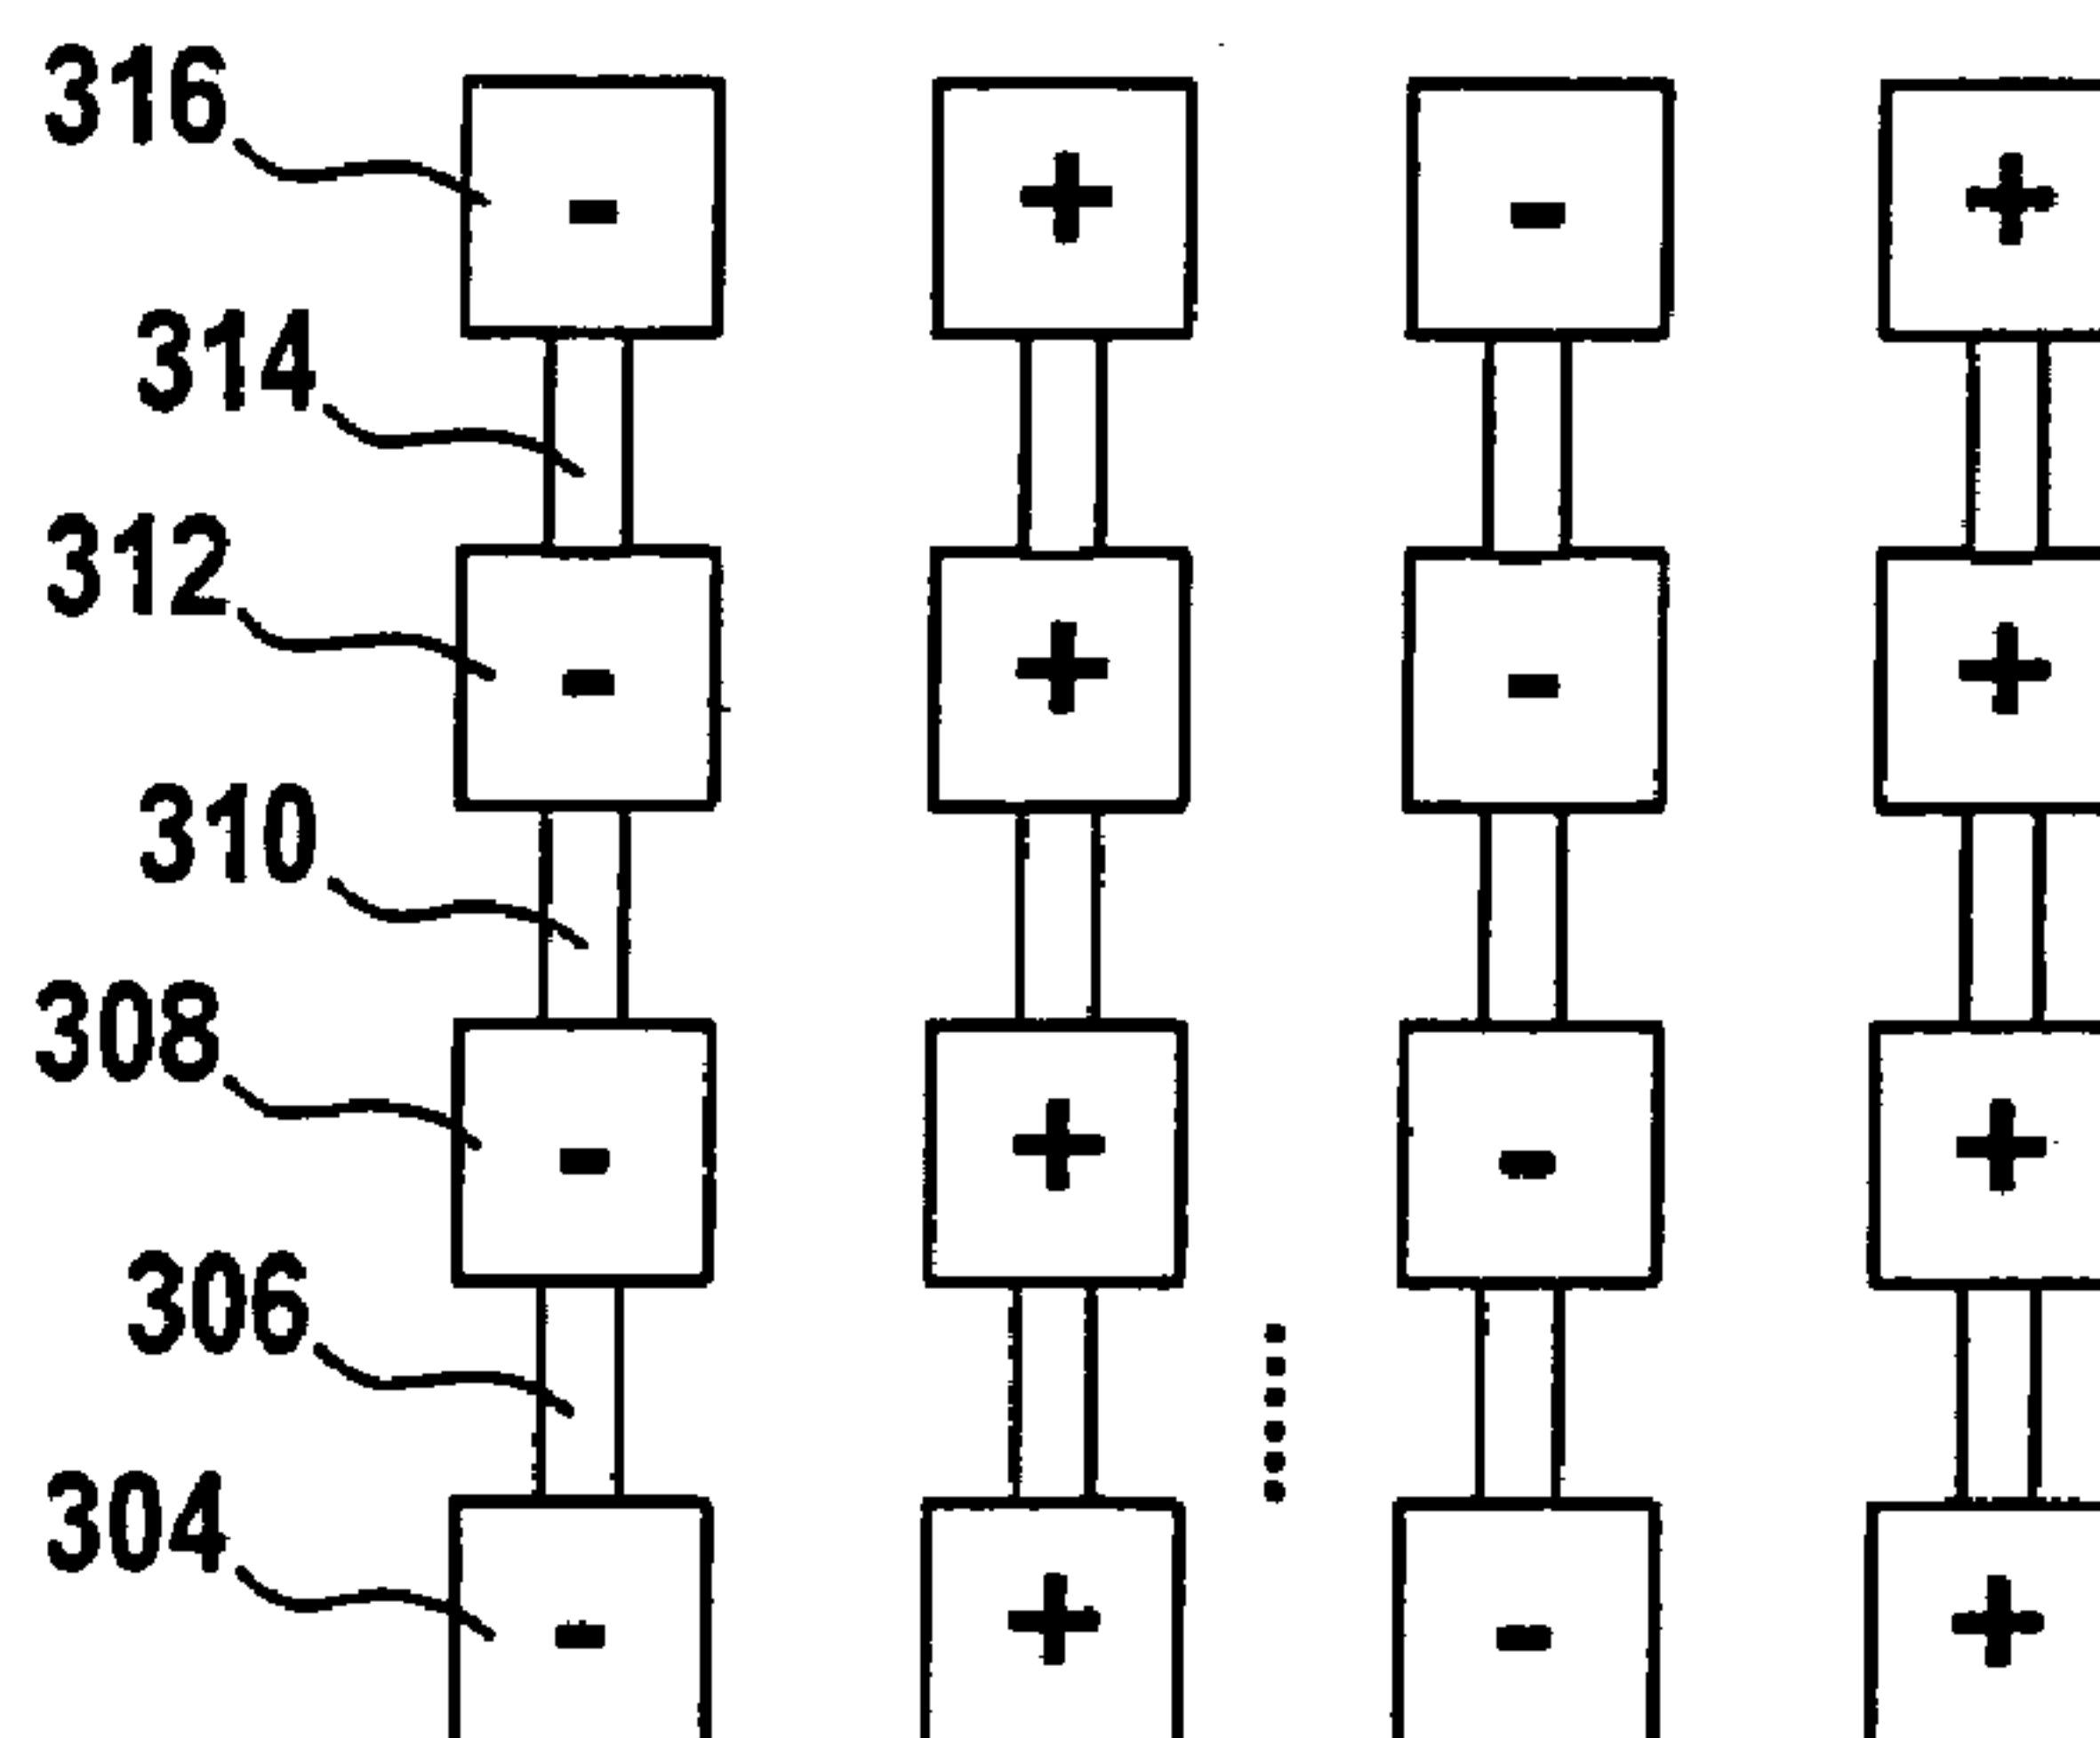 316
- + - +
314
312
- + - +
310
308
- + - +
306
304
- + - +